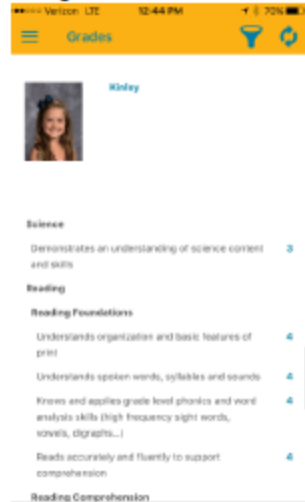 Verizon LTE 12:44 PM 70%
Grades
Kinley
Science
Demonstrates an understanding of science content 3
and skills
Reading
Reading Foundations
Understands organization and basic features of 4
print
Understands spoken words, syllables and sounds 4
Knows and applies grade level phonics and word 4
analysis skills (high frequency sight words,
vowels, digraphs...)
Reads accurately and fluently to support 4
comprehension
Reading Comprehension